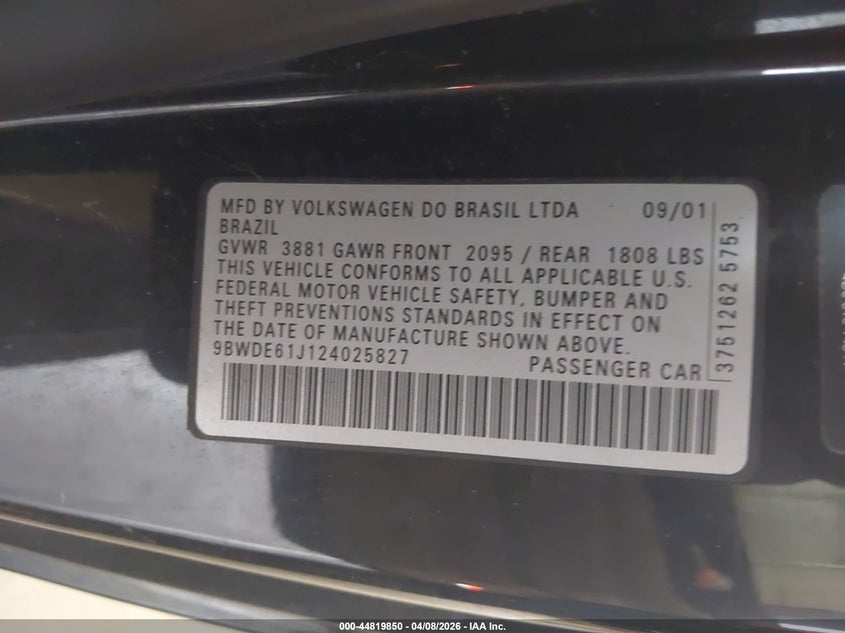 MFD BY VOLKSWAGEN DO BRASIL LTDA 09/01
BRAZIL
GVWR 3881 GAWR FRONT 2095 / REAR 1808 LBS
THIS VEHICLE CONFORMS TO ALL APPLICABLE U.S.
FEDERAL MOTOR VEHICLE SAFETY, BUMPER AND
THEFT PREVENTIONS STANDARDS IN EFFECT ON
THE DATE OF MANUFACTURE SHOWN ABOVE.
9BWDE61J124025827 PASSENGER CAR
3751262 5753
000-44819850 - 04/08/2026 - IAA Inc.